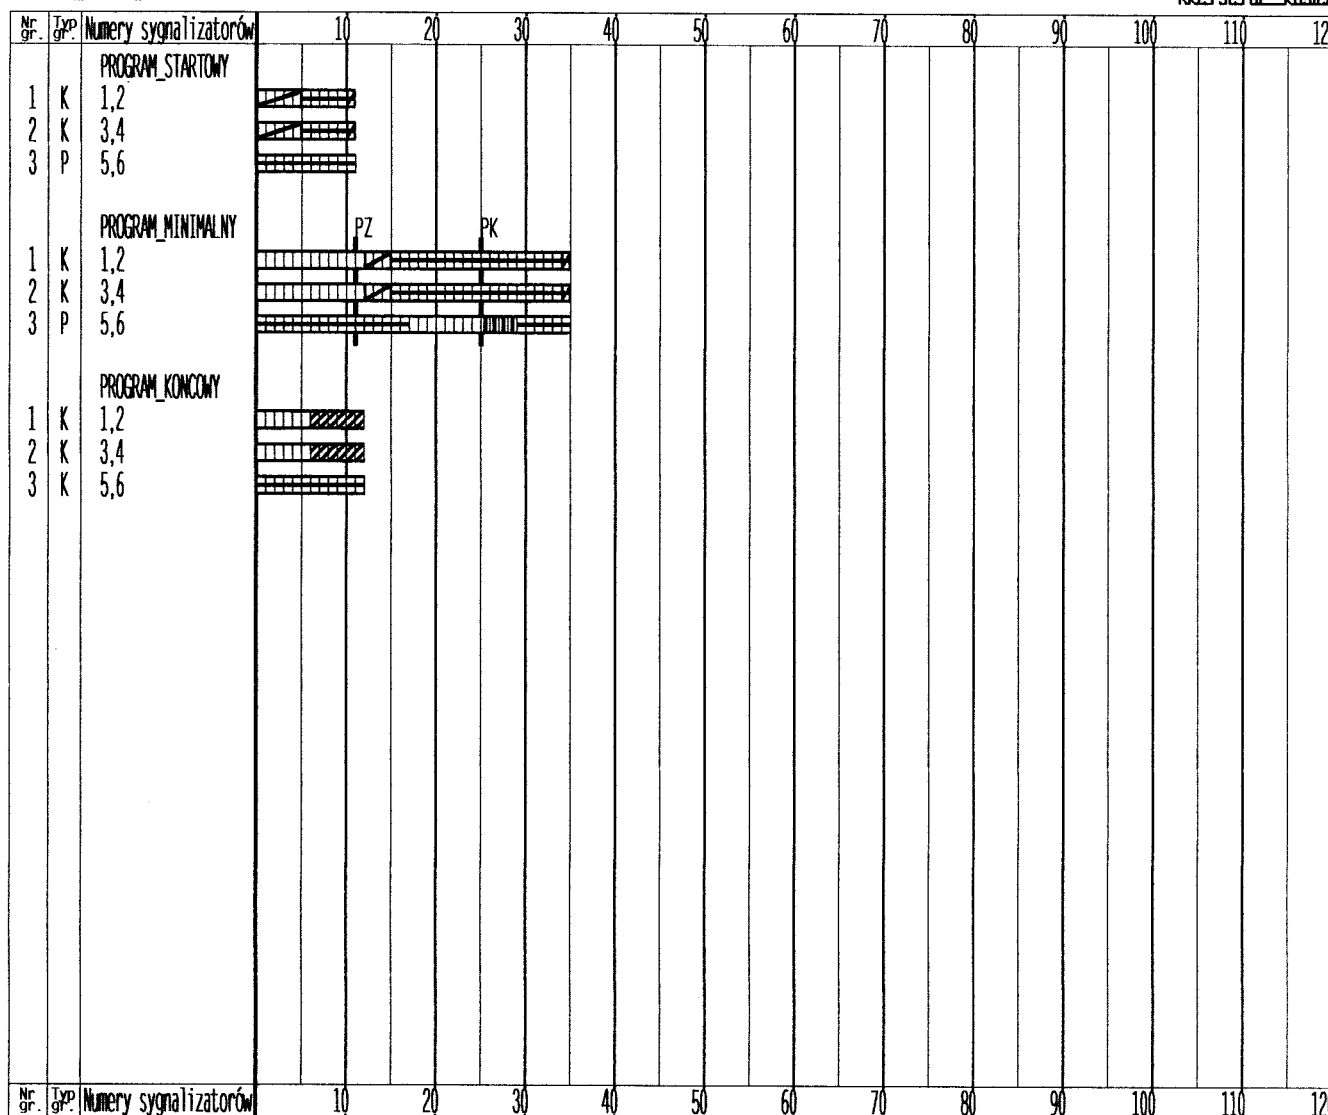 Nr gr. Typ gr. Numery sygnalizatorów 10 20 30 40 50 60 70 80 90 100 110 12
PROGRAM_STARTOWY
1 K 1,2
2 K 3,4
3 P 5,6
PROGRAM_MINIMALNY PZ PK
1 K 1,2
2 K 3,4
3 P 5,6
PROGRAM_KONCOWY
1 K 1,2
2 K 3,4
3 K 5,6
Nr gr. Typ gr. Numery sygnalizatorów 10 20 30 40 50 60 70 80 90 100 110 12